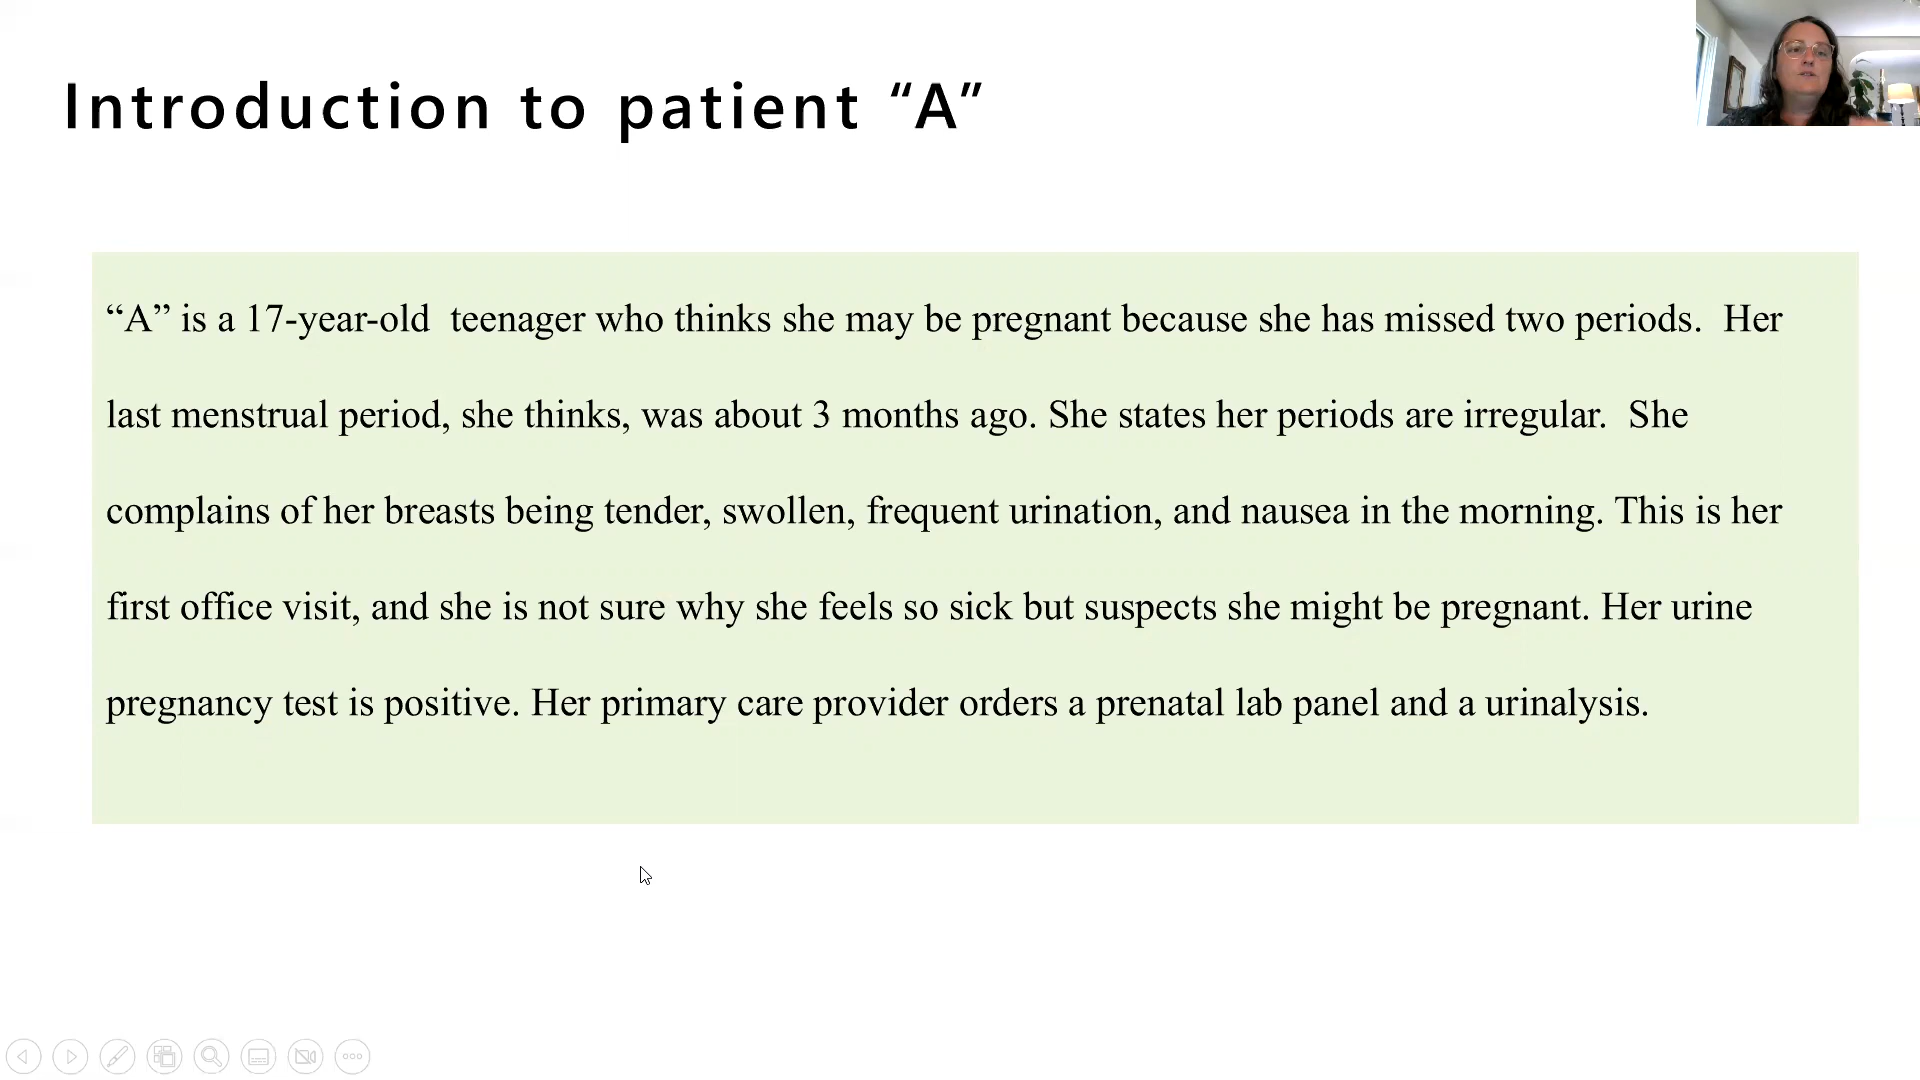 Introduction to patient “A”
“A” is a 17-year-old  teenager who thinks she may be pregnant because she has missed two periods.  Her
last menstrual period, she thinks, was about 3 months ago. She states her periods are irregular.  She
complains of her breasts being tender, swollen, frequent urination, and nausea in the morning. This is her
first office visit, and she is not sure why she feels so sick but suspects she might be pregnant. Her urine
pregnancy test is positive. Her primary care provider orders a prenatal lab panel and a urinalysis.